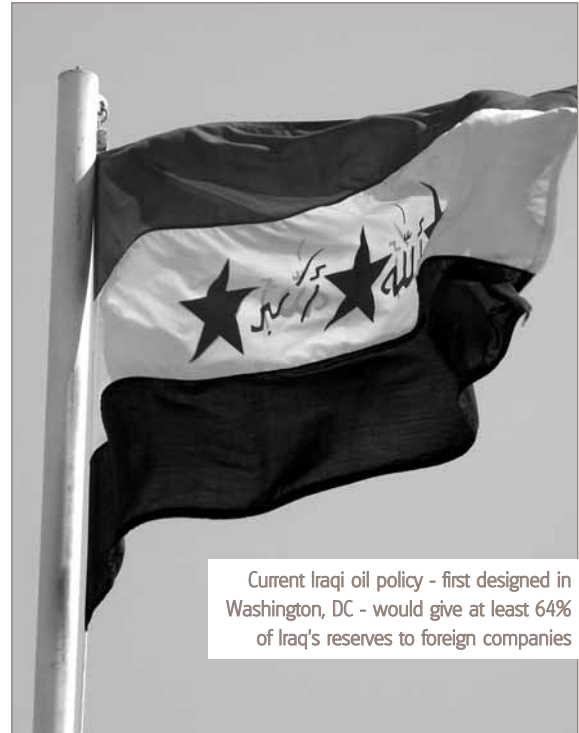 الله اكبر
Current Iraqi oil policy - first designed in
Washington, DC - would give at least 64%
of Iraq's reserves to foreign companies